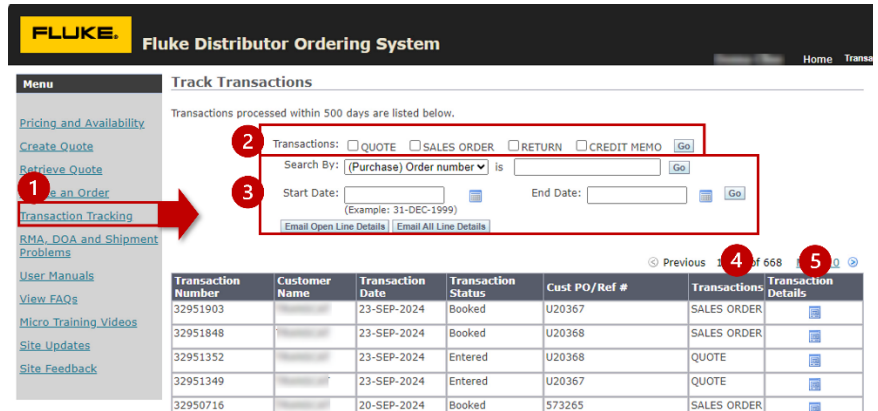 FLUKE®
Fluke Distributor Ordering System
Home Transa
Menu
Pricing and Availability
Create Quote
Retrieve Quote
1
an Order
Transaction Tracking
RMA, DOA and Shipment
Problems
User Manuals
View FAQs
Micro Training Videos
Site Updates
Site Feedback
Track Transactions
Transactions processed within 500 days are listed below.
2
Transactions: QUOTE SALES ORDER RETURN CREDIT MEMO Go
3
Search By: (Purchase) Order number is Go
Start Date: End Date: Go
(Example: 31-DEC-1999)
Email Open Line Details Email All Line Details
Previous 1 4 of 668 5 0
Transaction Number Customer Name Transaction Date Transaction Status Cust PO/Ref # Transactions Transaction Details
32951903 23-SEP-2024 Booked U20367 SALES ORDER
32951848 23-SEP-2024 Booked U20368 SALES ORDER
32951352 23-SEP-2024 Entered U20368 QUOTE
32951349 23-SEP-2024 Entered U20367 QUOTE
32950716 20-SEP-2024 Booked 573265 SALES ORDER